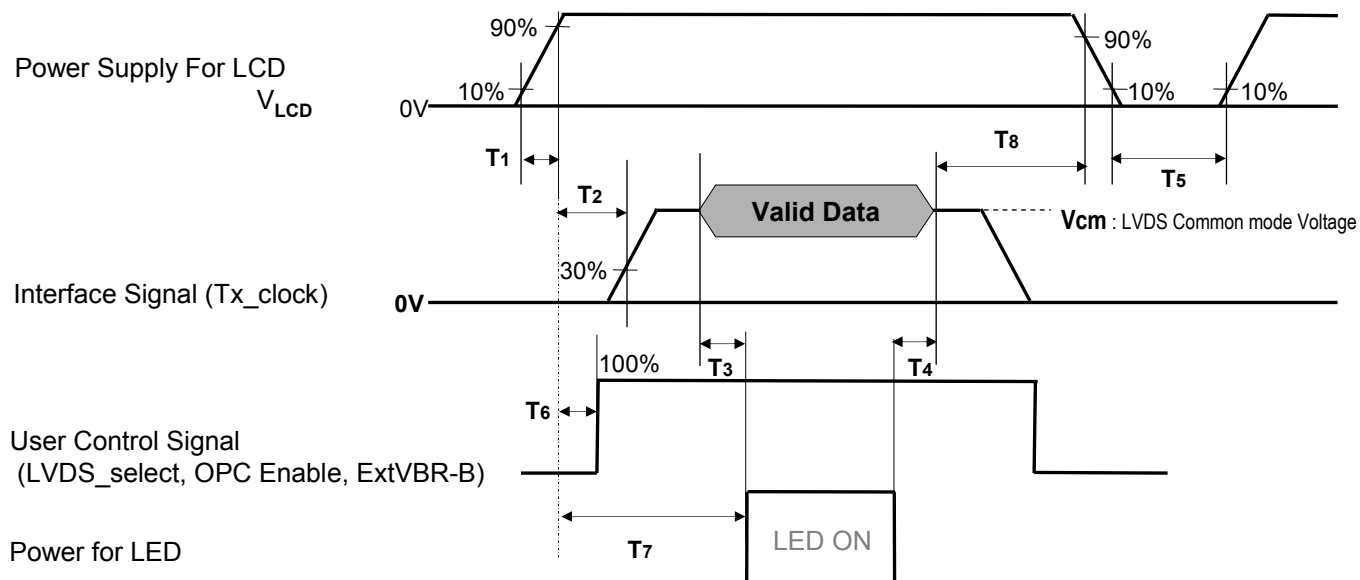 90%
90%
Power Supply For LCD
VLCD
10%
0V
10%
10%
T1
T8
T2
T5
Valid Data
Vcm : LVDS Common mode Voltage
30%
Interface Signal (Tx_clock)
0V
T3
T4
100%
T6
User Control Signal
(LVDS_select, OPC Enable, ExtVBR-B)
T7
LED ON
Power for LED